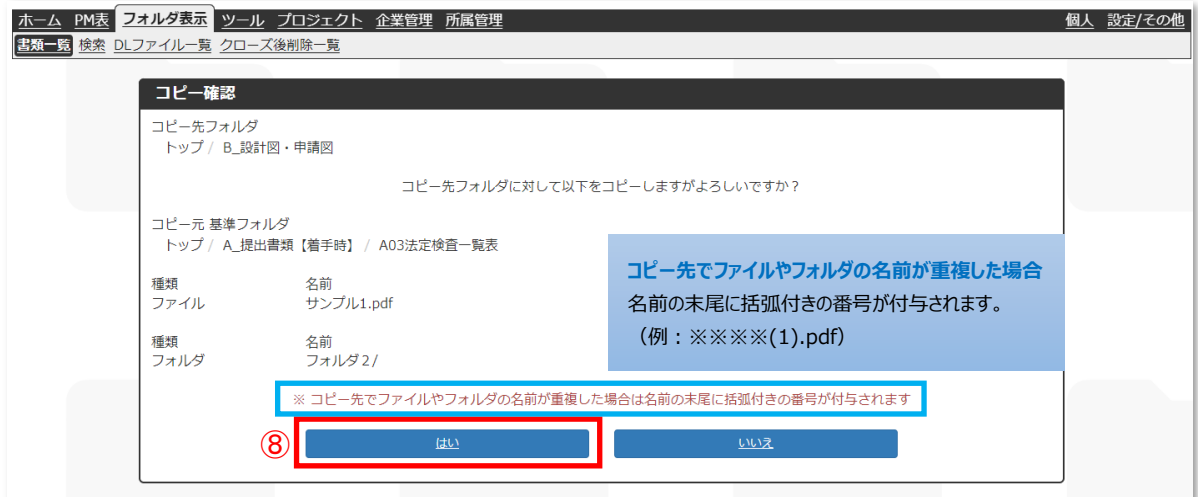 ホーム PM表 フォルダ表示 ツール プロジェクト 企業管理 所属管理 個人 設定/その他
書類一覧 検索 DLファイル一覧 クローズ後削除一覧
コピー確認
コピー先フォルダ
トップ / B_設計図・申請図
コピー先フォルダに対して以下をコピーしますがよろしいですか？
コピー元 基準フォルダ
トップ / A_提出書類【着手時】 / A03法定検査一覧表
種類 名前
ファイル サンプル1.pdf
種類 名前
フォルダ フォルダ2/
コピー先でファイルやフォルダの名前が重複した場合
名前の末尾に括弧付きの番号が付与されます。
（例：※※※※(1).pdf）
※ コピー先でファイルやフォルダの名前が重複した場合は名前の末尾に括弧付きの番号が付与されます
⑧ はい いいえ